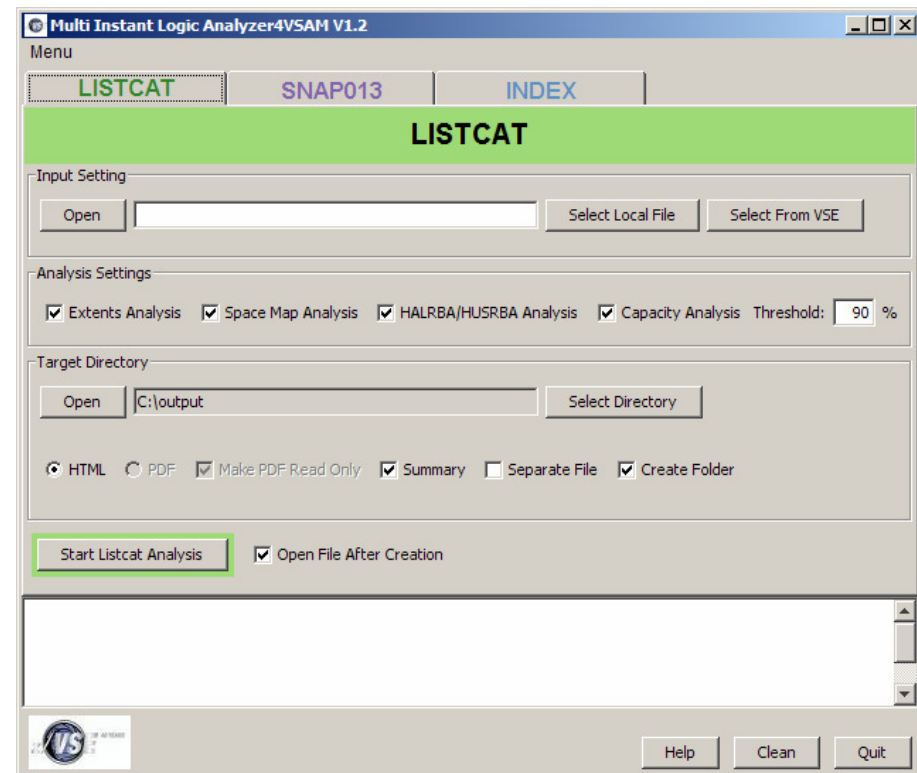 Multi Instant Logic Analyzer4VSAM V1.2
Menu
LISTCAT SNAP013 INDEX
LISTCAT
Input Setting
Open Select Local File Select From VSE
Analysis Settings
Extents Analysis Space Map Analysis HALRBA/HUSRBA Analysis Capacity Analysis Threshold: 90 %
Target Directory
Open C:\output Select Directory
HTML PDF Make PDF Read Only Summary Separate File Create Folder
Start Listcat Analysis Open File After Creation
VSE
Help Clean Quit